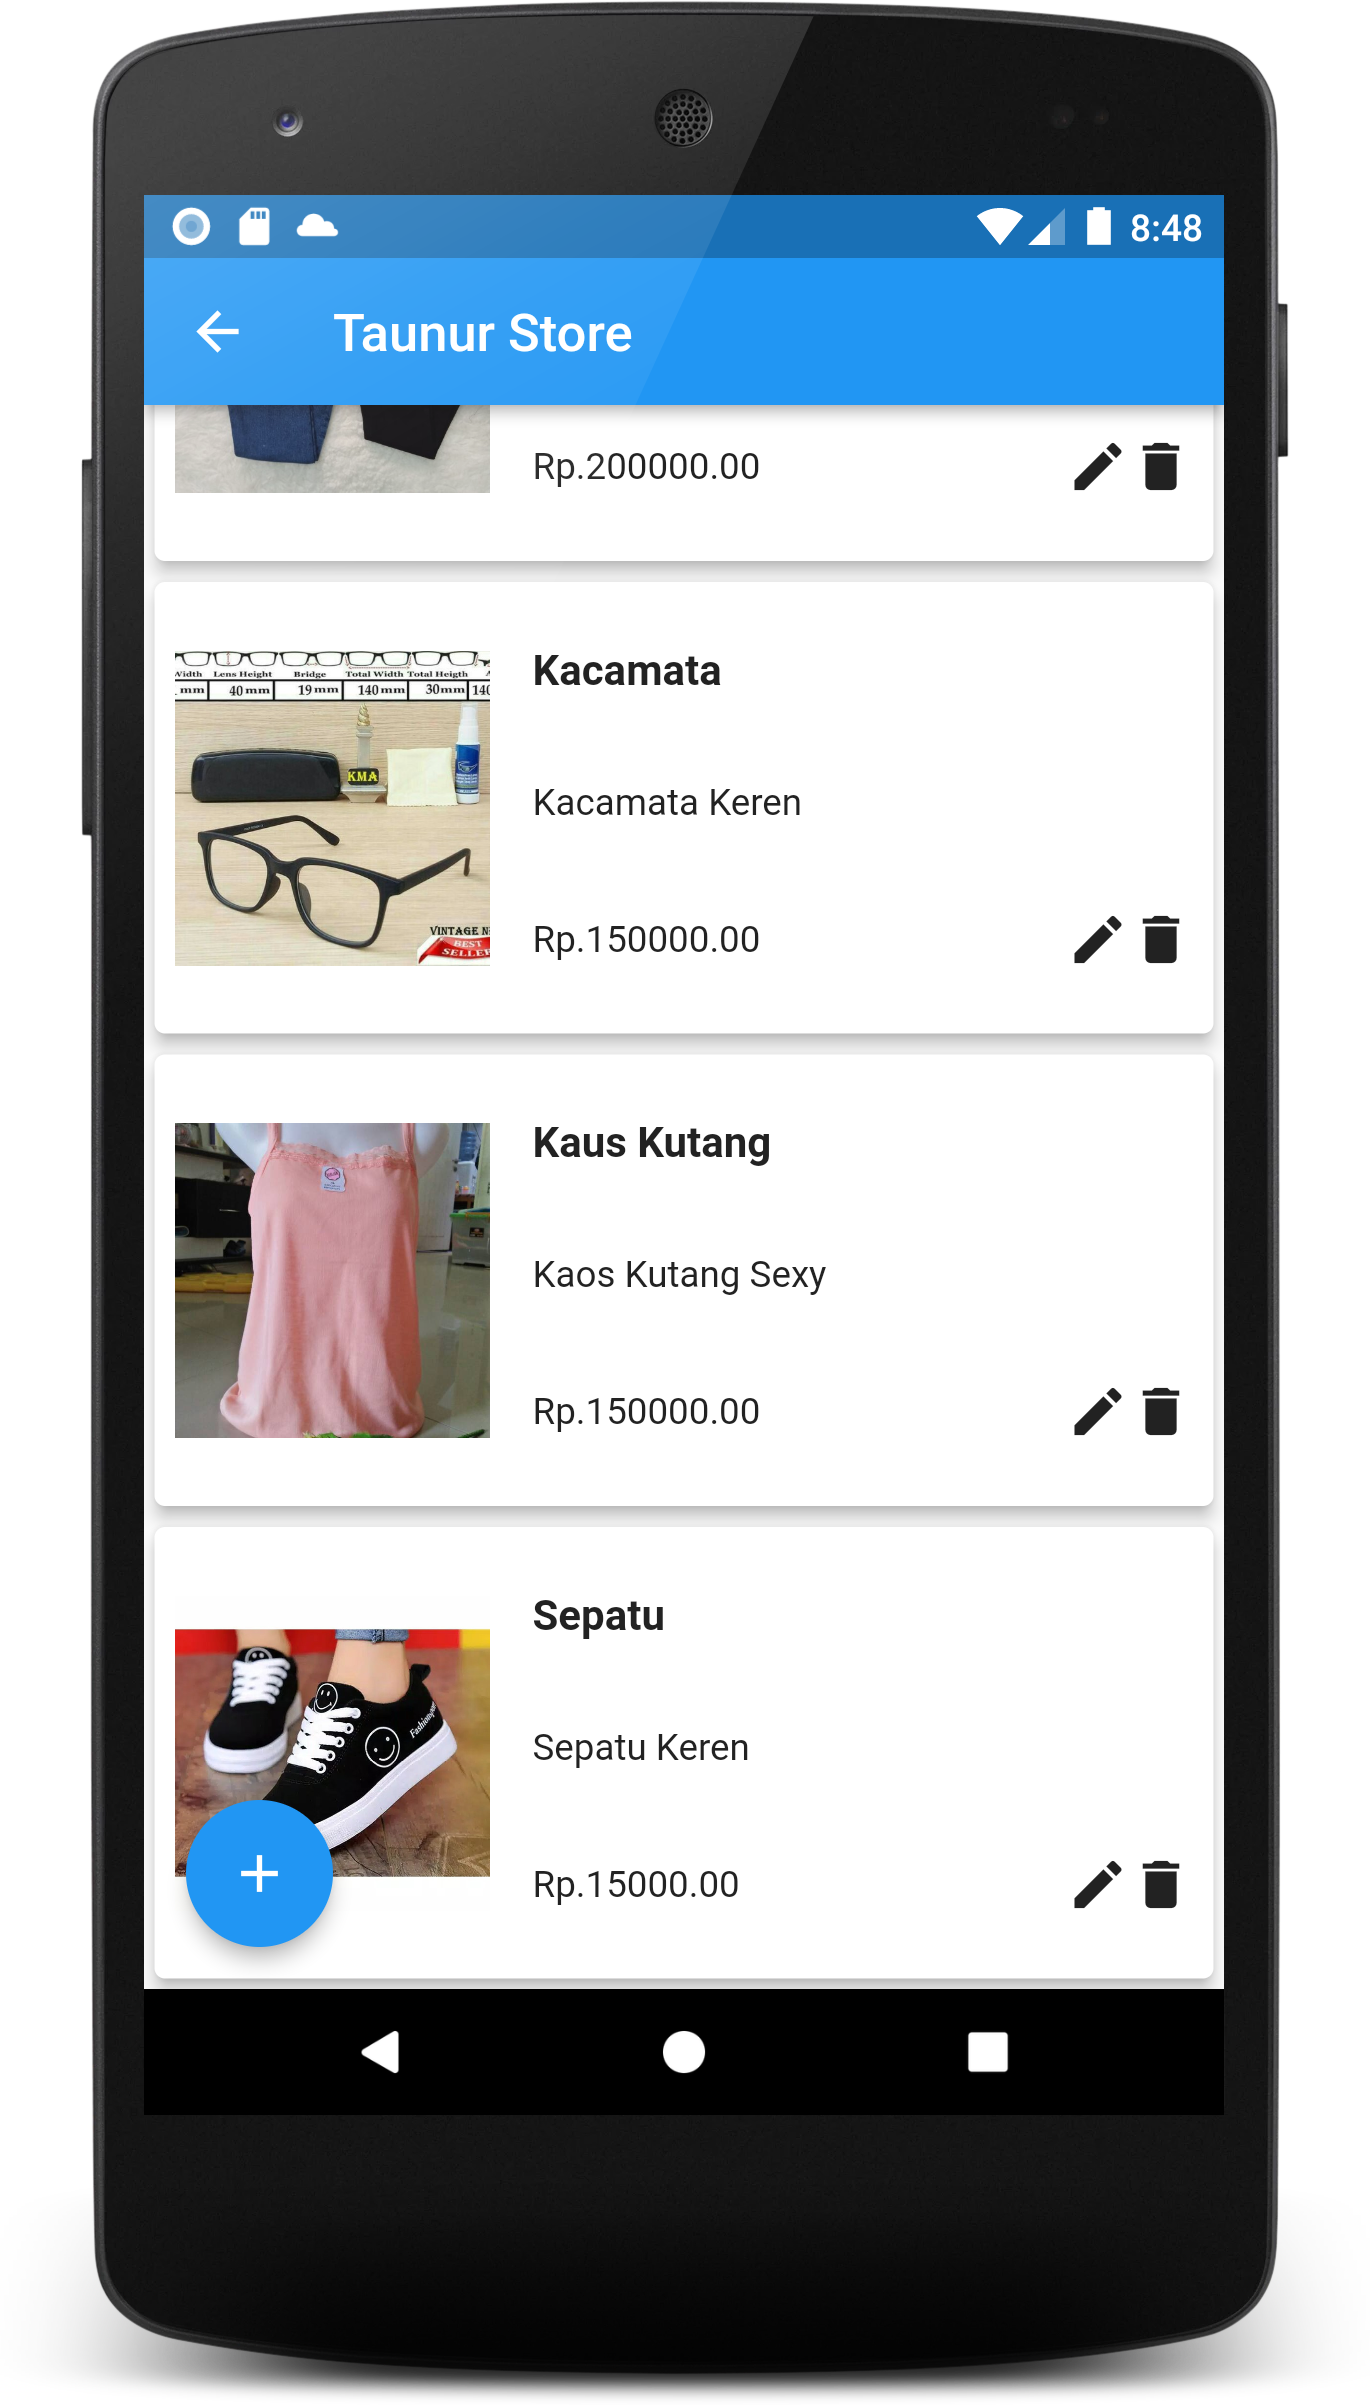 8:48
Taunur Store
Rp.200000.00
Kacamata
Width Lens Height Bridge Total Width Total Heigth
mm 40 mm 19 mm 140 mm 30 mm 140
KMA
Kacamata Keren
VINTAGE
BEST
SELLER
Rp.150000.00
Kaus Kutang
Kaos Kutang Sexy
Rp.150000.00
Sepatu
Fashion
Sepatu Keren
Rp.15000.00